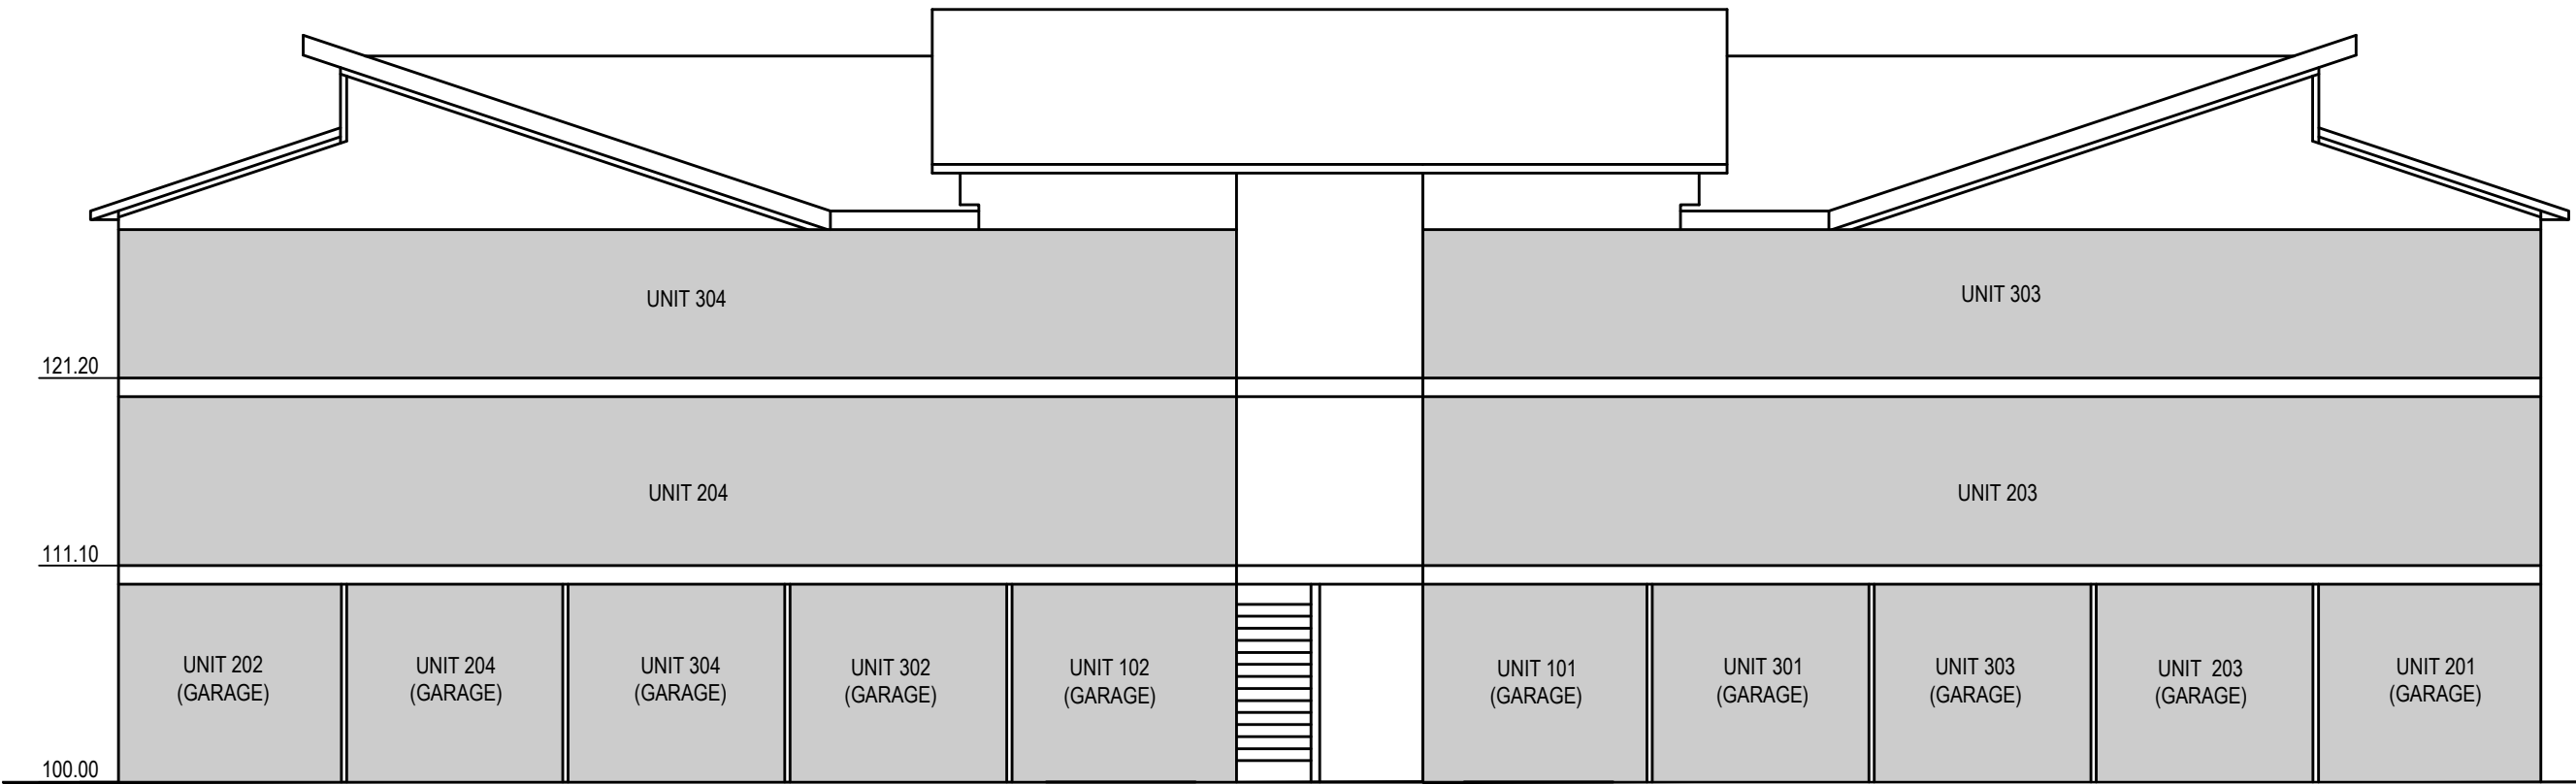 UNIT 304
UNIT 303
121.20
UNIT 204
UNIT 203
111.10
UNIT 202
(GARAGE)
UNIT 204
(GARAGE)
UNIT 304
(GARAGE)
UNIT 302
(GARAGE)
UNIT 102
(GARAGE)
UNIT 101
(GARAGE)
UNIT 301
(GARAGE)
UNIT 303
(GARAGE)
UNIT 203
(GARAGE)
UNIT 201
(GARAGE)
100.00